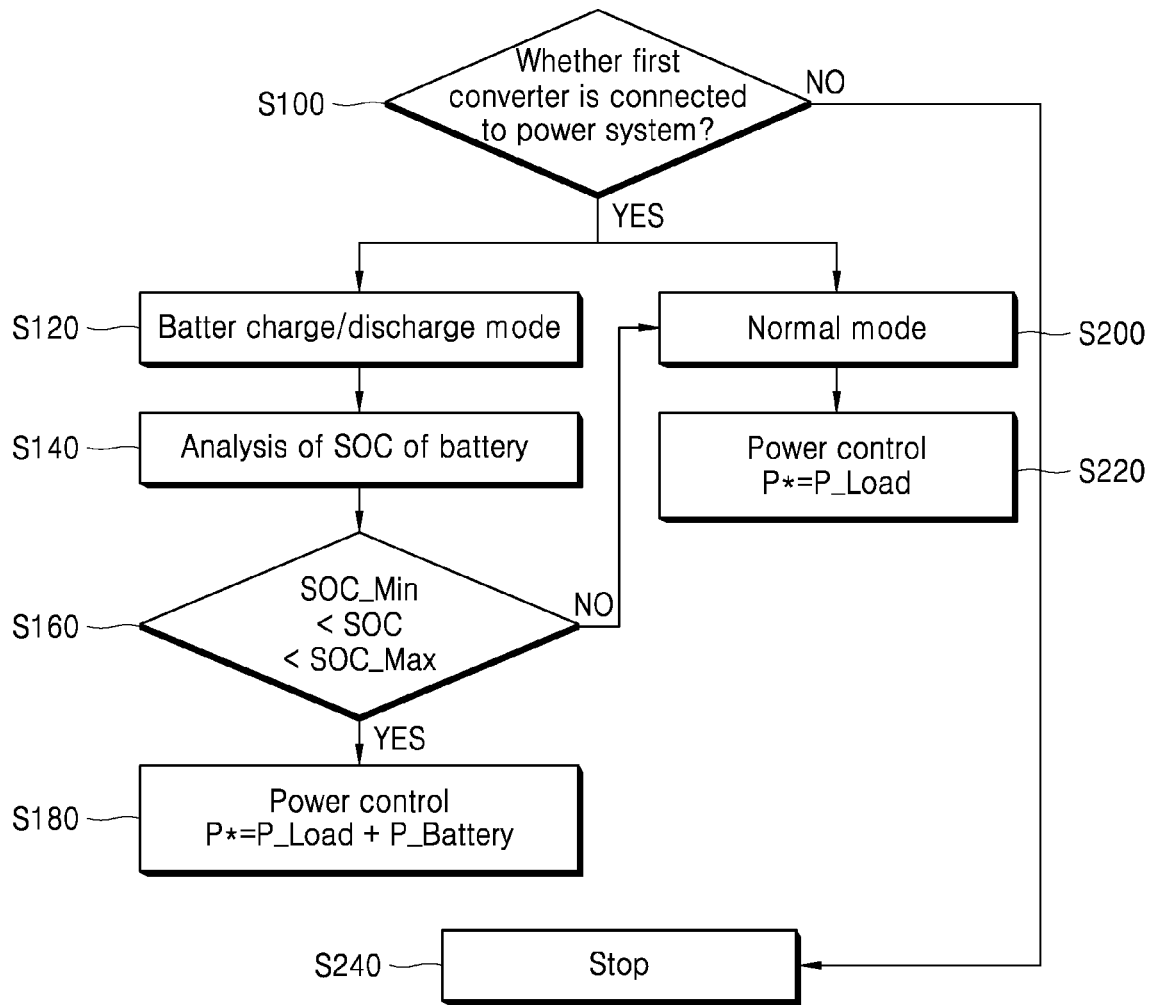 Whether first
converter is connected
to power system?
S100
NO
YES
S120
Batter charge/discharge mode
Normal mode
S200
S140
Analysis of SOC of battery
Power control
P*=P_Load
S220
S160
SOC_Min
< SOC
< SOC_Max
NO
YES
S180
Power control
P*=P_Load + P_Battery
S240
Stop